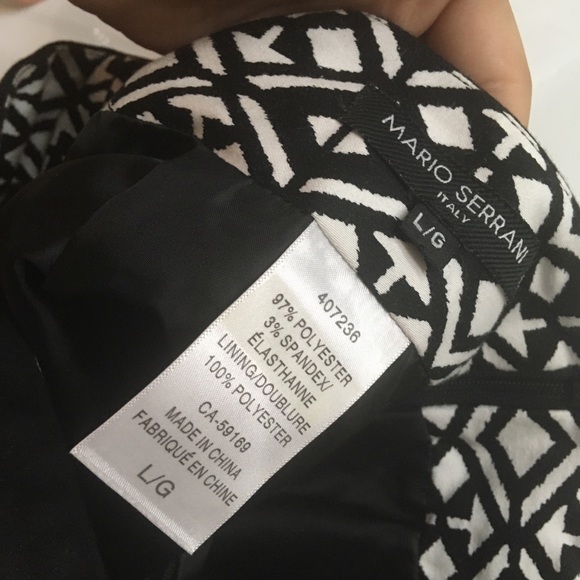 MARIO SERRANI
ITALY
L/G
407236
97% POLYESTER
3% SPANDEX/
ÉLASTHANNE
LINING/DOUBLURE
100% POLYESTER
CA-59169
MADE IN CHINA
FABRIQUÉ EN CHINE
L/G